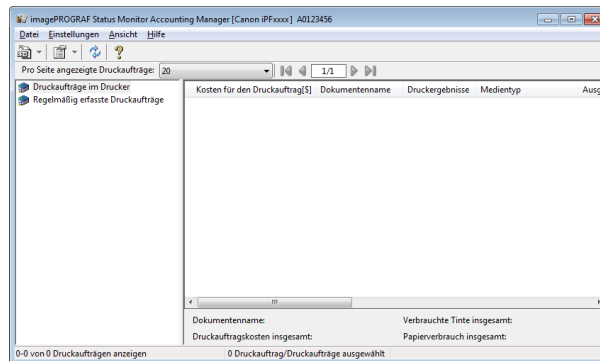 imagePROGRAF Status Monitor Accounting Manager [Canon iPFxxxx] A0123456
Datei Einstellungen Ansicht Hilfe
Pro Seite angezeigte Druckaufträge: 20 1/1
Druckaufträge im Drucker
Regelmäßig erfasste Druckaufträge
Kosten für den Druckauftrag[$] Dokumentenname Druckergebnisse Medientyp Ausg
Dokumentenname: Verbrauchte Tinte insgesamt:
Druckauftragskosten insgesamt: Papierverbrauch insgesamt:
0-0 von 0 Druckaufträgen anzeigen 0 Druckauftrag/Druckaufträge ausgewählt